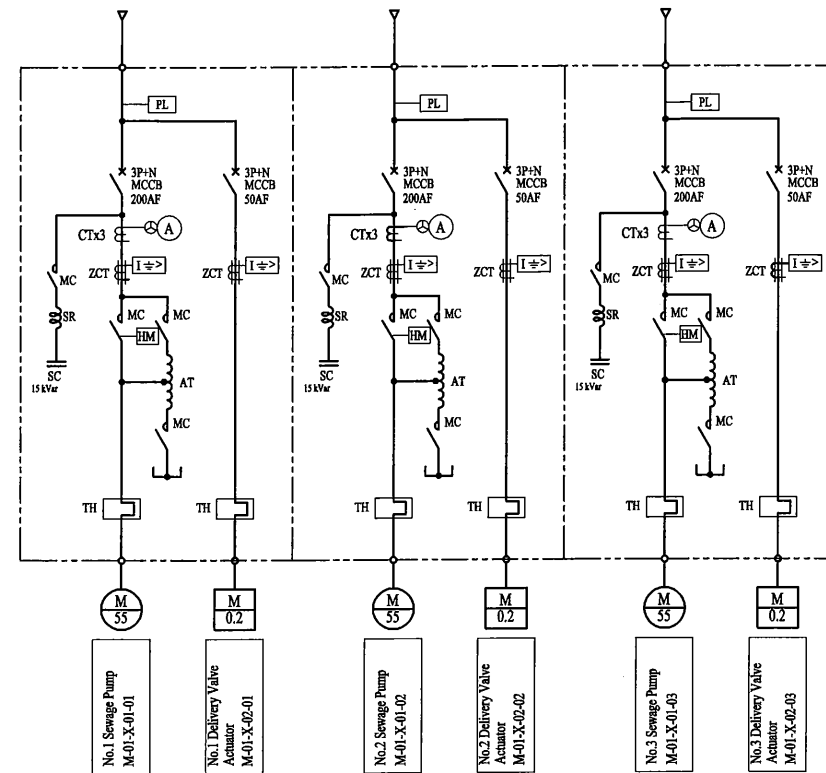 PL
3P+N
MCCB
200AF
3P+N
MCCB
50AF
CTx3
A
ZCT
I >
ZCT
I >
MC
SR
SC
15 kVar
MC
MC
HM
AT
MC
TH
TH
M
55
M
0.2
No.1 Sewage Pump
M-01-X-01-01
No.1 Delivery Valve
Actuator
M-01-X-02-01
PL
3P+N
MCCB
200AF
3P+N
MCCB
50AF
CTx3
A
ZCT
I >
ZCT
I >
MC
SR
SC
15 kVar
MC
MC
HM
AT
MC
TH
TH
M
55
M
0.2
No.2 Sewage Pump
M-01-X-01-02
No.2 Delivery Valve
Actuator
M-01-X-02-02
PL
3P+N
MCCB
200AF
3P+N
MCCB
50AF
CTx3
A
ZCT
I >
ZCT
I >
MC
SR
SC
15 kVar
MC
MC
HM
AT
MC
TH
TH
M
55
M
0.2
No.3 Sewage Pump
M-01-X-01-03
No.3 Delivery Valve
Actuator
M-01-X-02-03